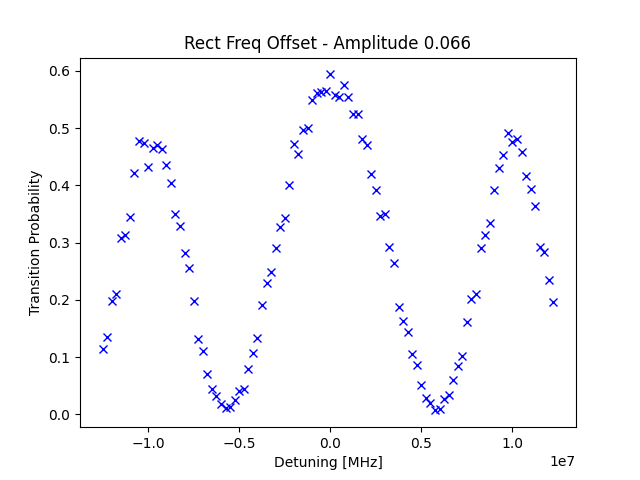 Rect Freq Offset - Amplitude 0.066
Transition Probability
0.6
0.5
0.4
0.3
0.2
0.1
0.0
−1.0 −0.5 0.0 0.5 1.0
1e7
Detuning [MHz]